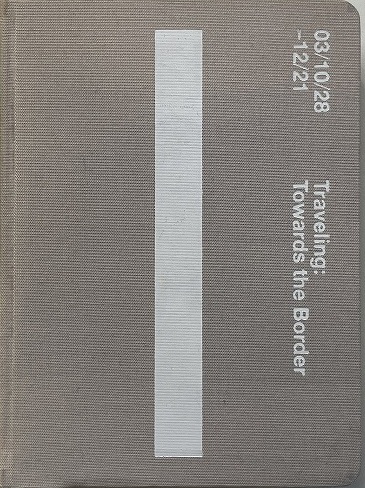 03/10/28
–12/21
Traveling:
Towards the Border